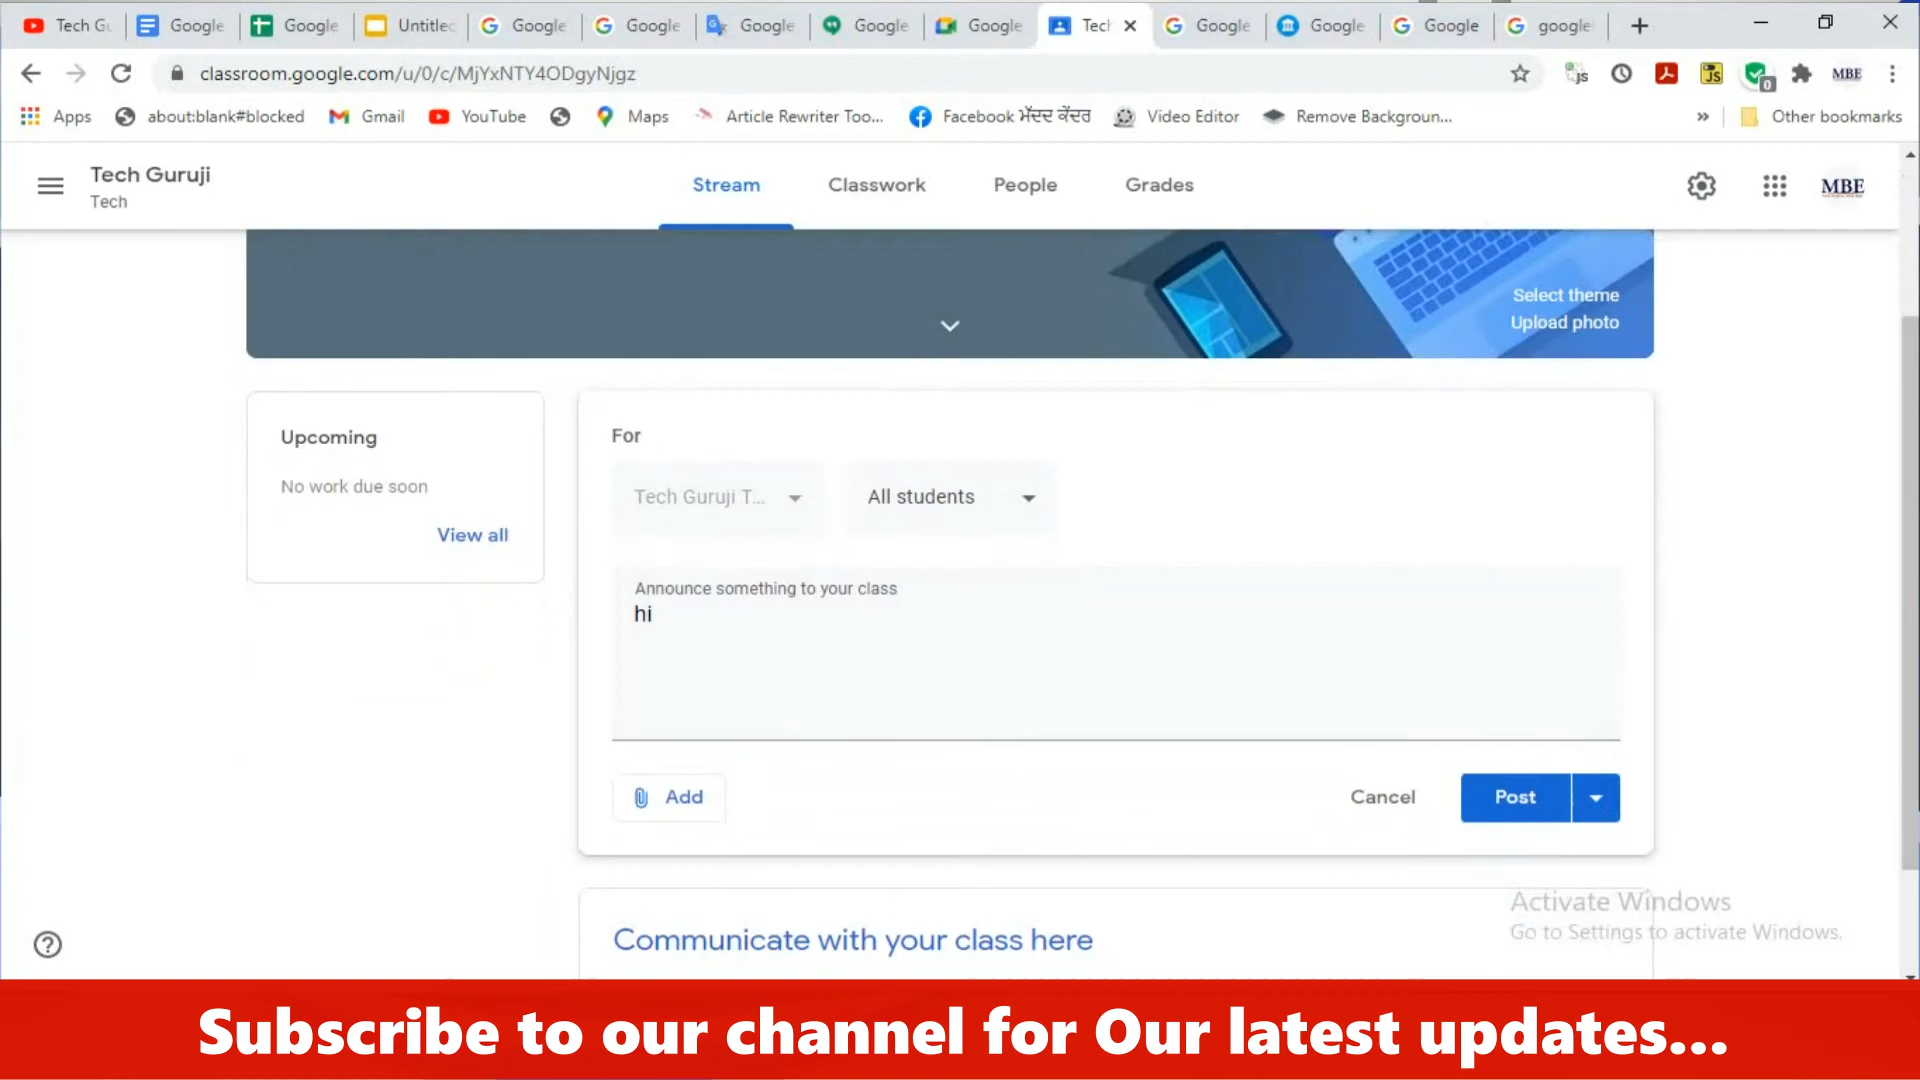 Tech Gu
Google
Google
Untitled
Google
Google
Google
Google
Google
Tech
Google
Google
Google
google
classroom.google.com/u/0/c/MjYxNTY4ODgyNjgz
MBE
Apps
about:blank#blocked
Gmail
YouTube
Maps
Article Rewriter Too...
Facebook ਮੱਦਦ ਕੇਂਦਰ
Video Editor
Remove Backgroun...
»
Other bookmarks
Tech Guruji
Tech
Stream
Classwork
People
Grades
MBE
Select theme
Upload photo
Upcoming
No work due soon
View all
For
Tech Guruji T...
All students
Announce something to your class
hi
Add
Cancel
Post
Communicate with your class here
Activate Windows
Go to Settings to activate Windows.
Subscribe to our channel for Our latest updates...